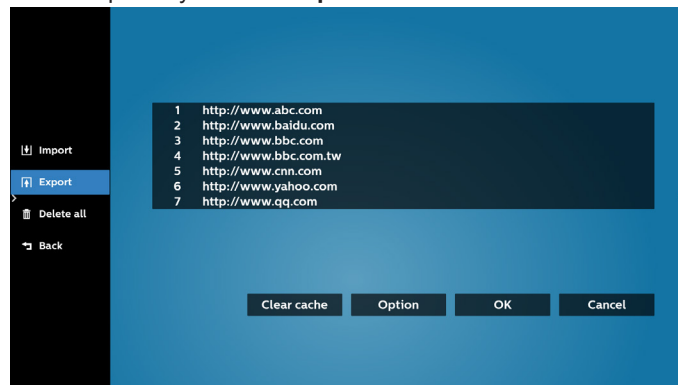 Import
Export
Delete all
Back
1 http://www.abc.com
2 http://www.baidu.com
3 http://www.bbc.com
4 http://www.bbc.com.tw
5 http://www.cnn.com
6 http://www.yahoo.com
7 http://www.qq.com
Clear cache Option OK Cancel